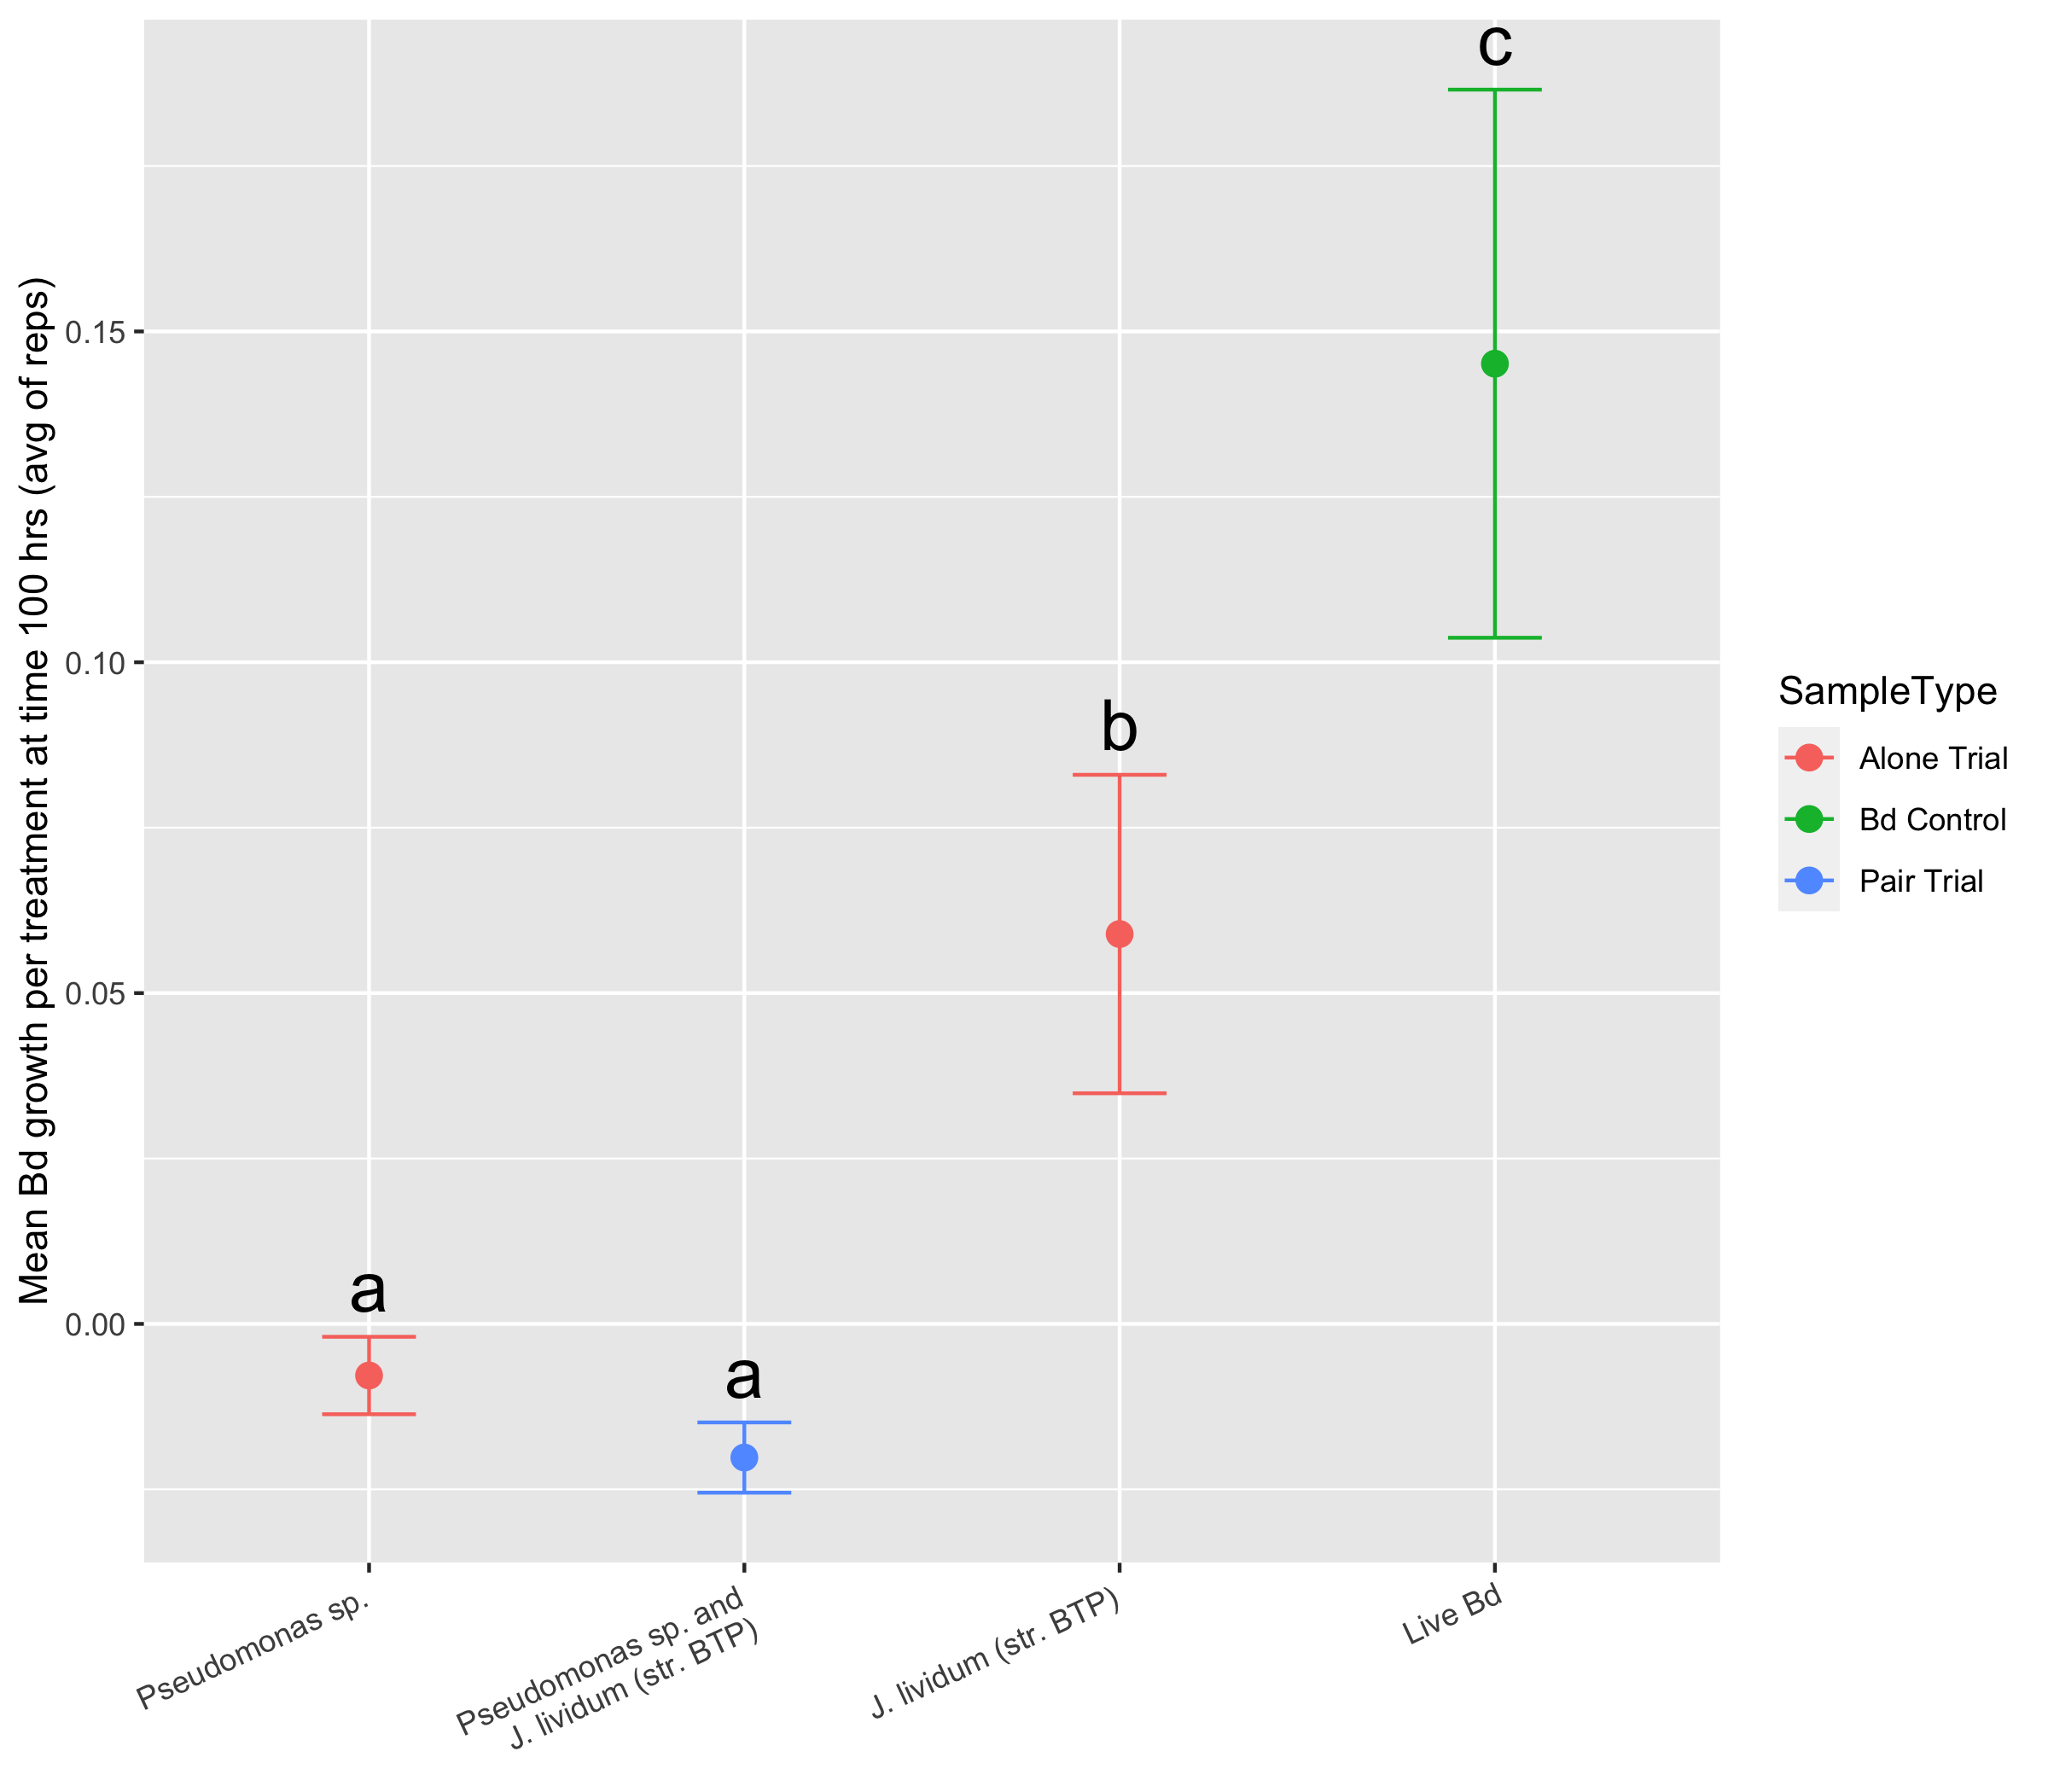 Mean Bd growth per treatment at time 100 hrs (avg of reps)
0.15
0.10
0.05
0.00
a
a
b
c
Pseudomonas sp.
Pseudomonas sp. and
J. lividum (str. BTP)
J. lividum (str. BTP)
Live Bd
SampleType
Alone Trial
Bd Control
Pair Trial